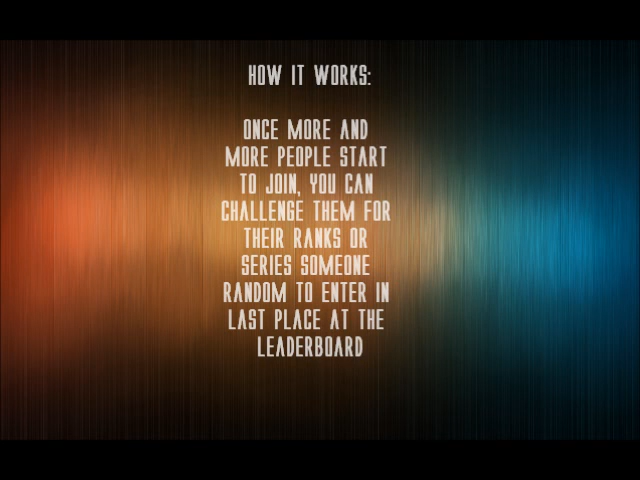 HOW IT WORKS:
ONCE MORE AND
MORE PEOPLE START
TO JOIN, YOU CAN
CHALLENGE THEM FOR
THEIR RANKS OR
SERIES SOMEONE
RANDOM TO ENTER IN
LAST PLACE AT THE
LEADERBOARD